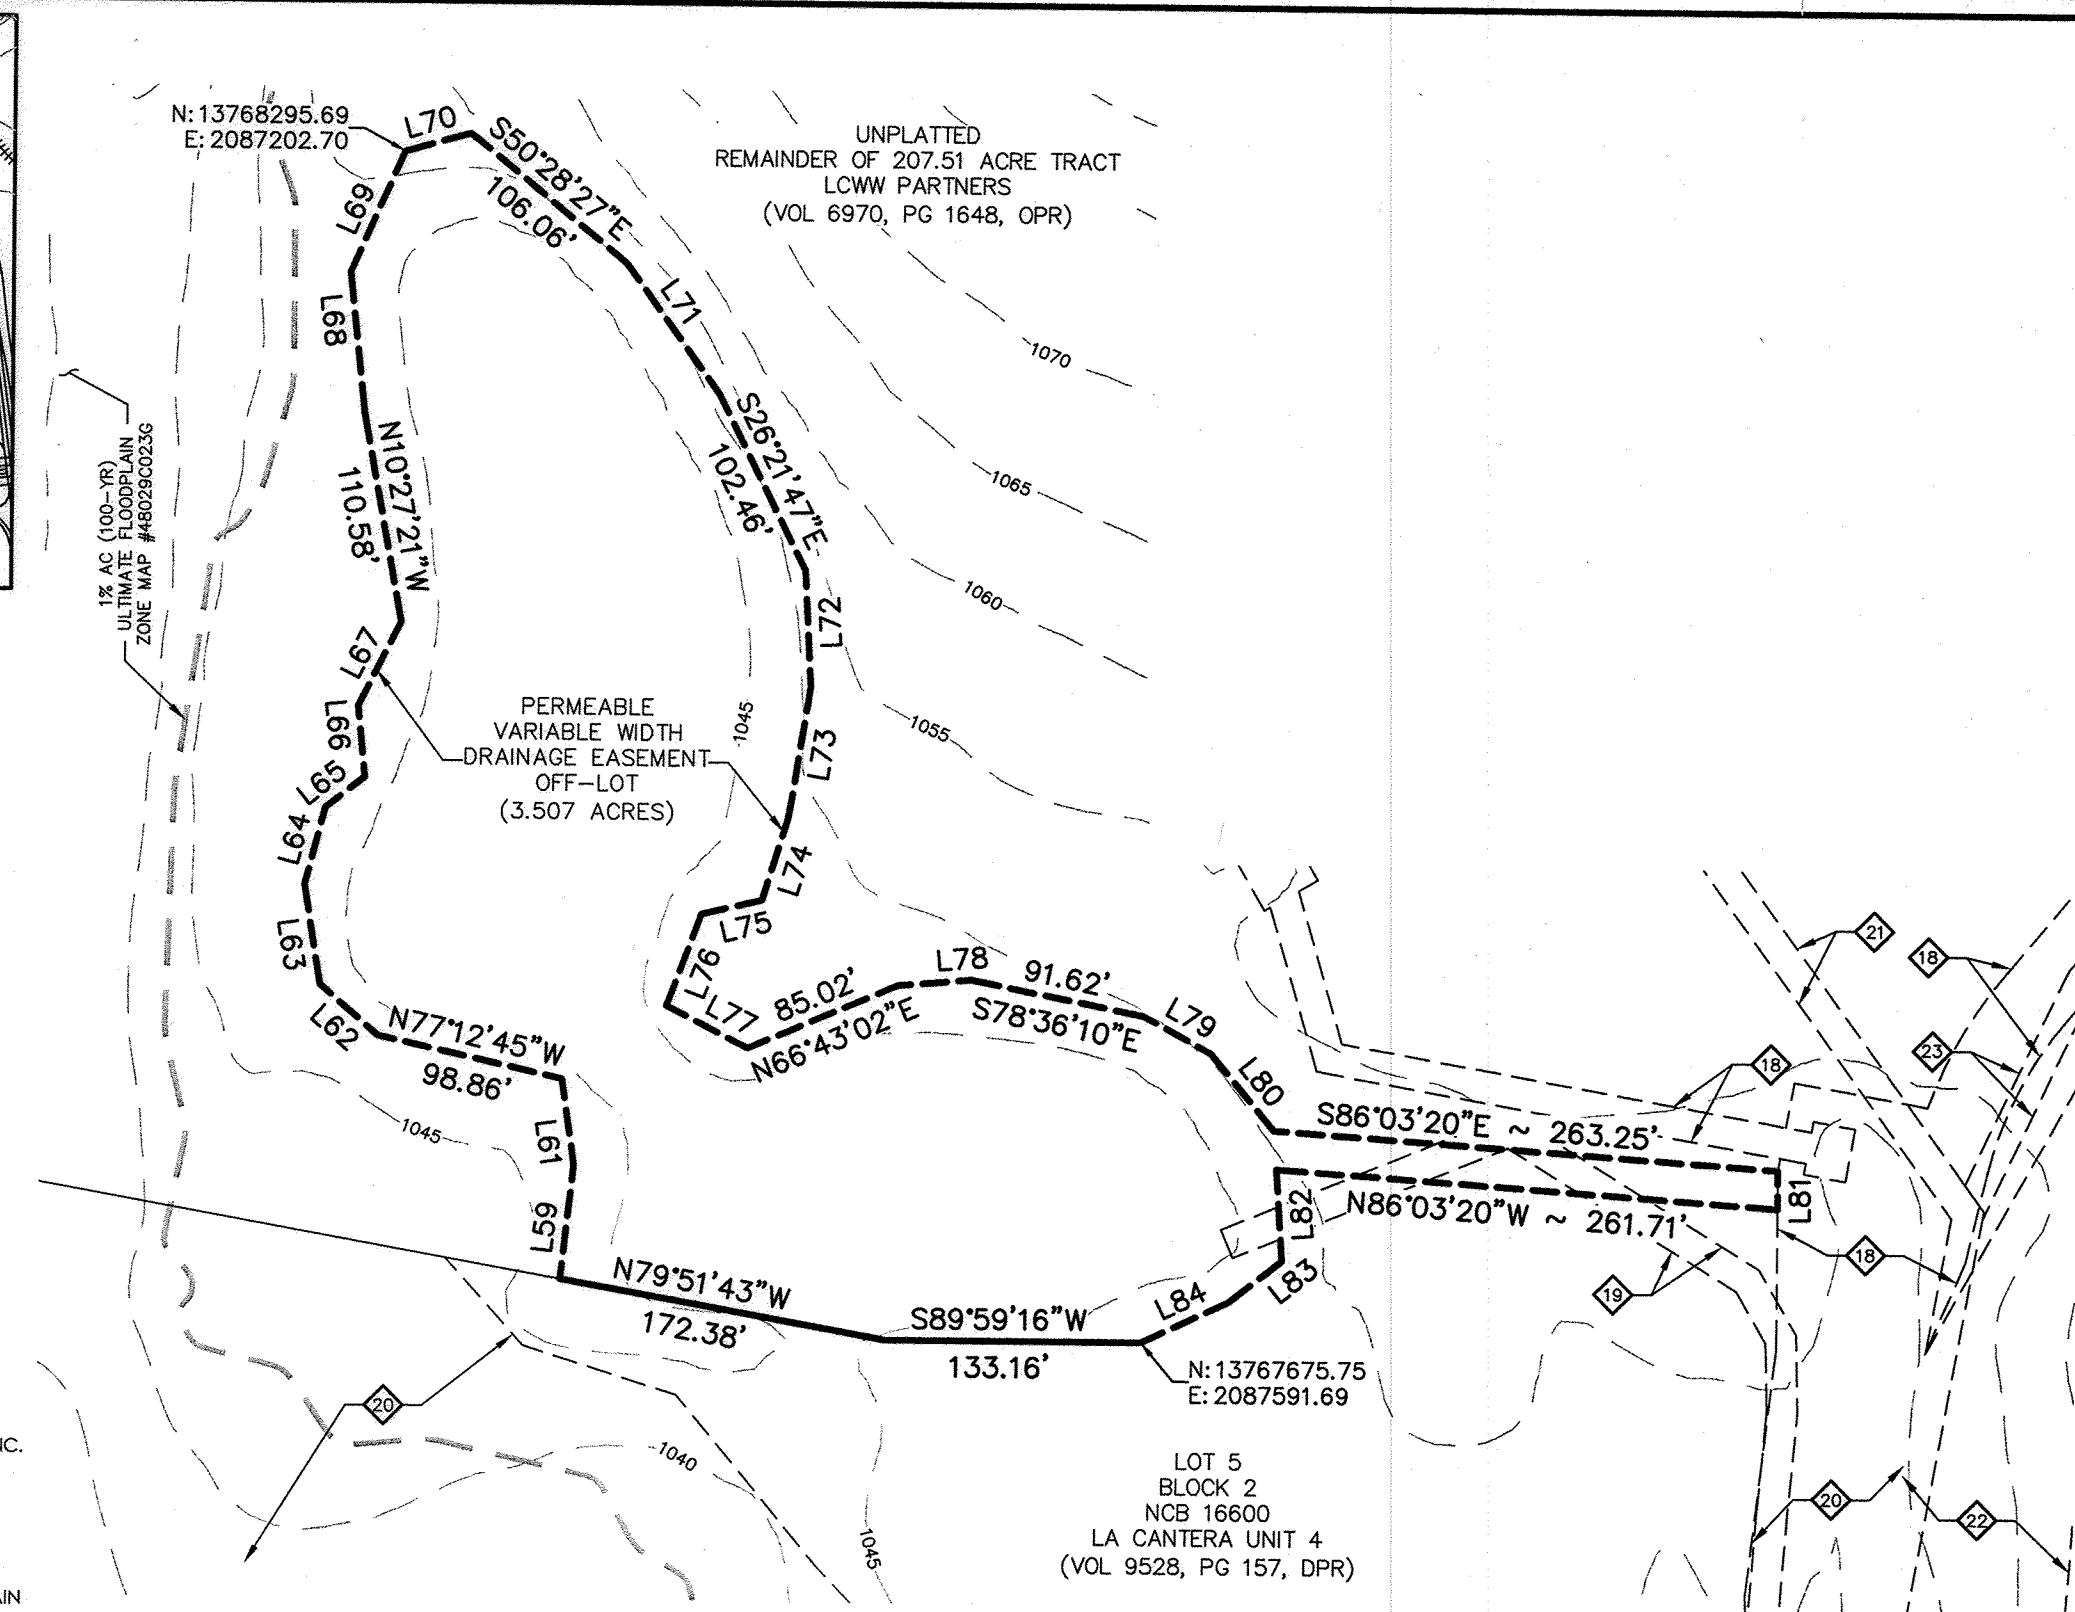 N: 13768295.69
E: 2087202.70
L70
S50°28'27"E
106.06'
UNPLATTED
REMAINDER OF 207.51 ACRE TRACT
LCWW PARTNERS
(VOL 6970, PG 1648, OPR)
L69
L68
L71
1070
S26°21'47"E
102.46'
N10°27'21"W
110.58'
1065
1% AC (100-YR)
ULTIMATE FLOODPLAIN
ZONE MAP #48029C023G
1060
L72
L67
L66
PERMEABLE
VARIABLE WIDTH
DRAINAGE EASEMENT
OFF-LOT
(3.507 ACRES)
1045
1055
L73
L65
L64
L74
L75
L63
L76
L77
L62
N77°12'45"W
98.86'
85.02'
N66°43'02"E
L78
91.62'
S78°36'10"E
L79
L80
21
18
23
18
S86°03'20"E ~ 263.25'
1045
L61
L59
L82
N86°03'20"W ~ 261.71'
L81
18
19
N79°51'43"W
172.38'
S89°59'16"W
133.16'
L84
L83
N: 13767675.75
E: 2087591.69
20
1040
1045
LOT 5
BLOCK 2
NCB 16600
LA CANTERA UNIT 4
(VOL 9528, PG 157, DPR)
20
22
NC.
AIN